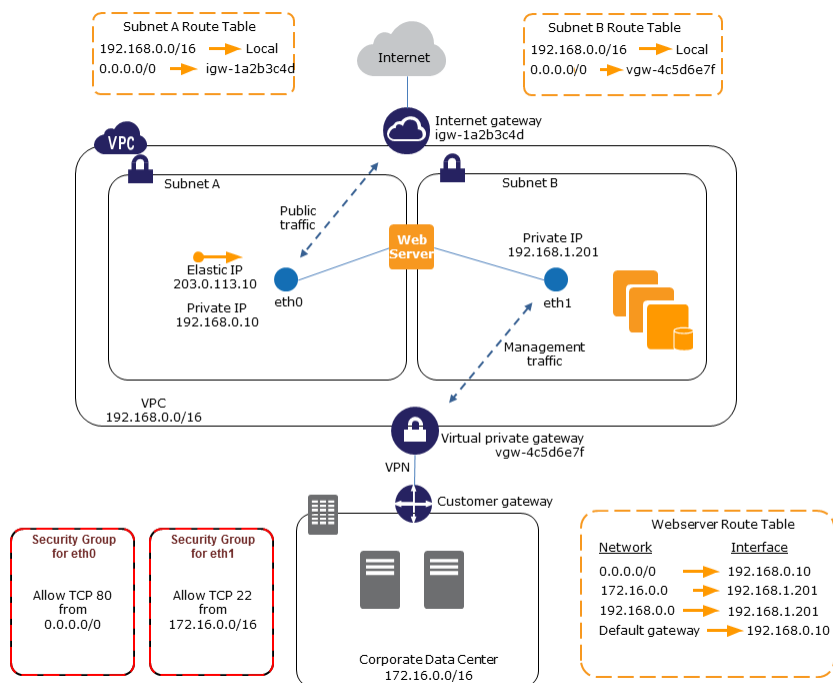 Subnet A Route Table
192.168.0.0/16 Local
0.0.0.0/0 igw-1a2b3c4d
Internet
Subnet B Route Table
192.168.0.0/16 Local
0.0.0.0/0 vgw-4c5d6e7f
Internet gateway
igw-1a2b3c4d
VPC
Subnet A
Subnet B
Public
traffic
Web
Server
Elastic IP
203.0.113.10
Private IP
192.168.0.10
eth0
Private IP
192.168.1.201
eth1
Management
traffic
VPC
192.168.0.0/16
Virtual private gateway
vgw-4c5d6e7f
VPN
Customer gateway
Security Group
for eth0
Allow TCP 80
from
0.0.0.0/0
Security Group
for eth1
Allow TCP 22
from
172.16.0.0/16
Corporate Data Center
172.16.0.0/16
Webserver Route Table
Network Interface
0.0.0.0/0 192.168.0.10
172.16.0.0 192.168.1.201
192.168.0.0 192.168.1.201
Default gateway 192.168.0.10